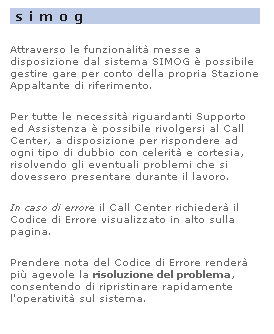 simog
Attraverso le funzionalità messe a
disposizione dal sistema SIMOG è possibile
gestire gare per conto della propria Stazione
Appaltante di riferimento.
Per tutte le necessità riguardanti Supporto
ed Assistenza è possibile rivolgersi al Call
Center, a disposizione per rispondere ad
ogni tipo di dubbio con celerità e cortesia,
risolvendo gli eventuali problemi che si
dovessero presentare durante il lavoro.
In caso di errore il Call Center richiederà il
Codice di Errore visualizzato in alto sulla
pagina.
Prendere nota del Codice di Errore renderà
più agevole la risoluzione del problema,
consentendo di ripristinare rapidamente
l'operatività sul sistema.